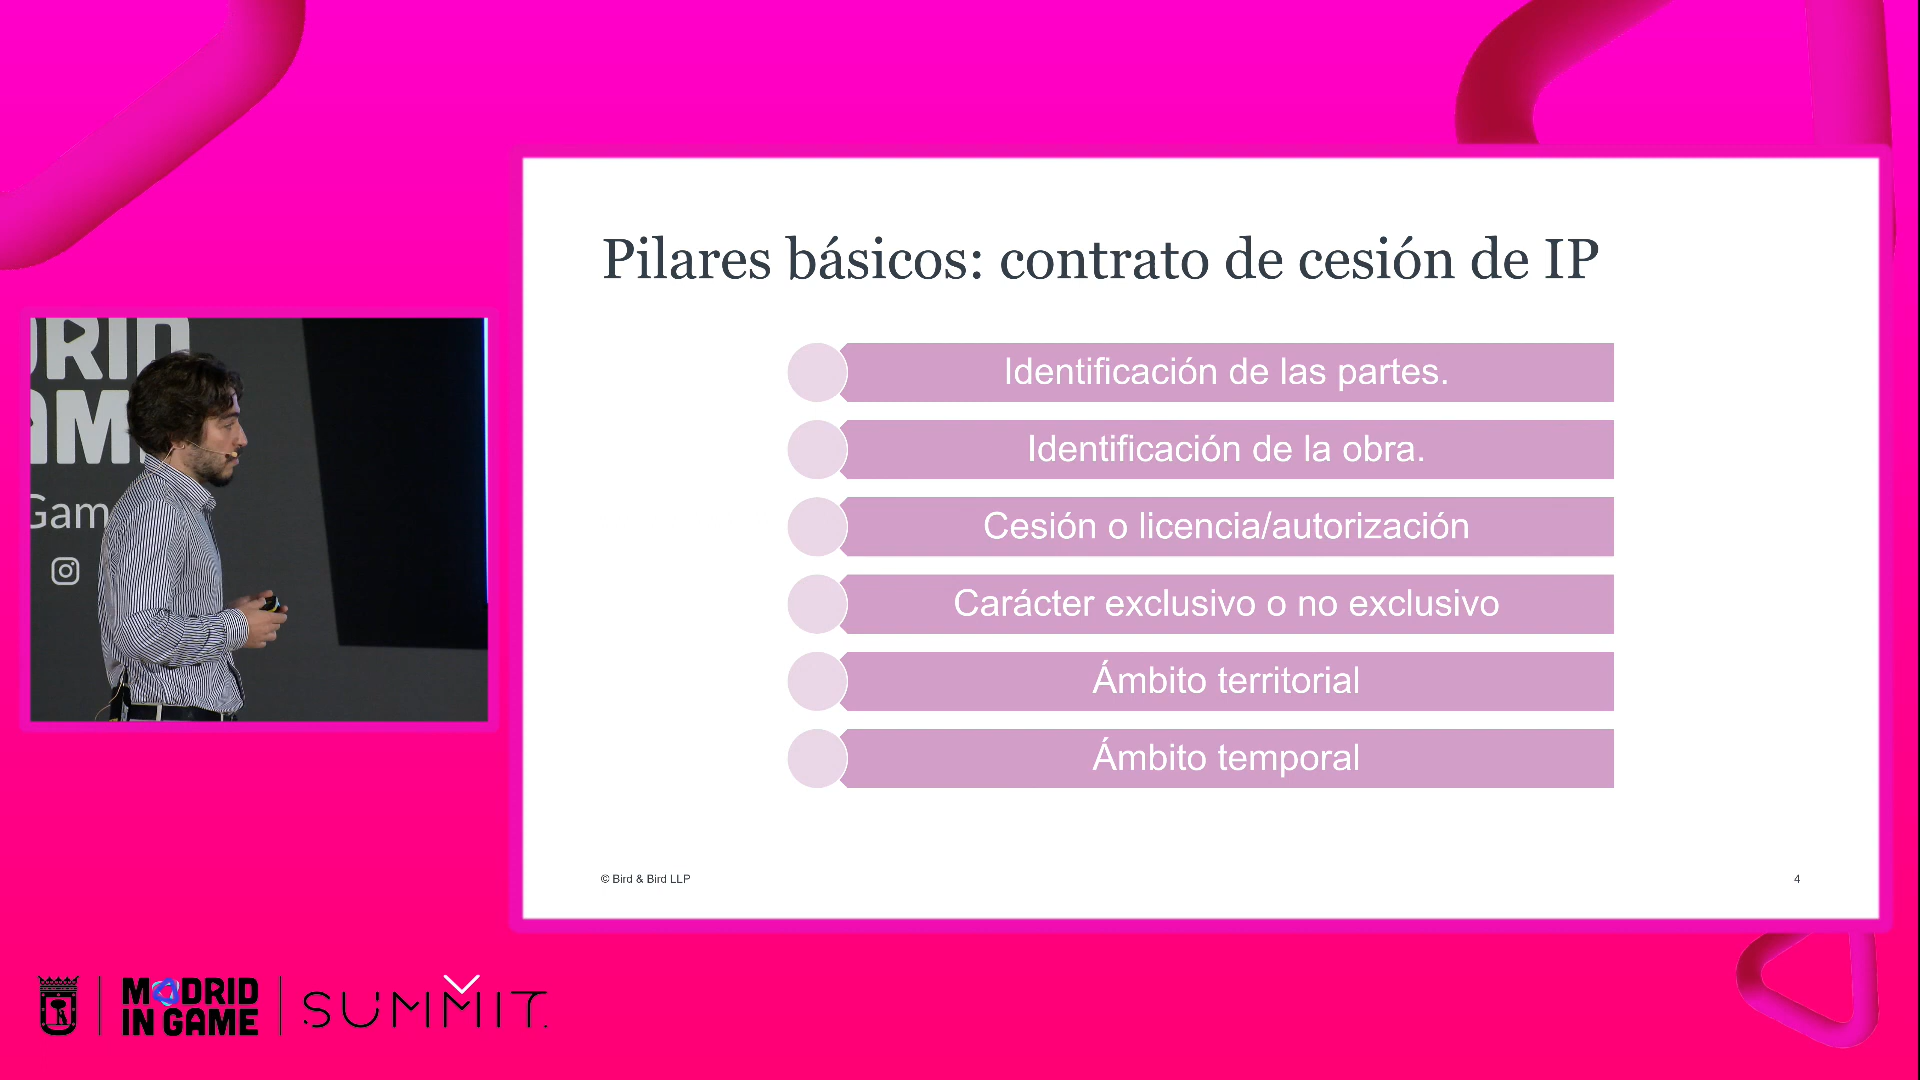 Pilares básicos: contrato de cesión de IP
Identificación de las partes.
Identificación de la obra.
Cesión o licencia/autorización
Carácter exclusivo o no exclusivo
Ámbito territorial
Ámbito temporal
© Bird & Bird LLP
4
Gam
MADRID
IN GAME
SUMMIT.